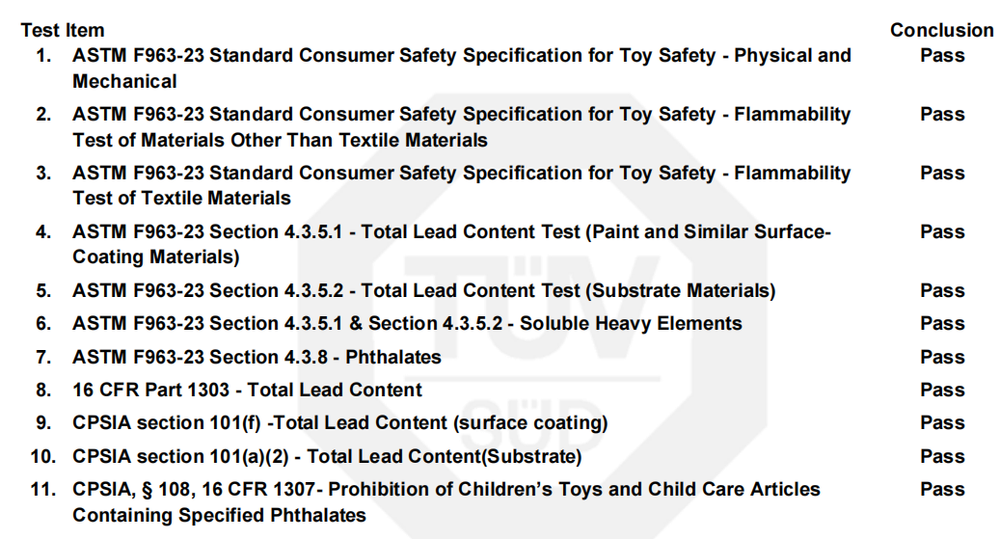 Test Item Conclusion
1. ASTM F963-23 Standard Consumer Safety Specification for Toy Safety - Physical and Pass
Mechanical
2. ASTM F963-23 Standard Consumer Safety Specification for Toy Safety - Flammability Pass
Test of Materials Other Than Textile Materials
3. ASTM F963-23 Standard Consumer Safety Specification for Toy Safety - Flammability Pass
Test of Textile Materials
4. ASTM F963-23 Section 4.3.5.1 - Total Lead Content Test (Paint and Similar Surface- Pass
Coating Materials)
5. ASTM F963-23 Section 4.3.5.2 - Total Lead Content Test (Substrate Materials) Pass
6. ASTM F963-23 Section 4.3.5.1 & Section 4.3.5.2 - Soluble Heavy Elements Pass
7. ASTM F963-23 Section 4.3.8 - Phthalates Pass
8. 16 CFR Part 1303 - Total Lead Content Pass
9. CPSIA section 101(f) -Total Lead Content (surface coating) Pass
10. CPSIA section 101(a)(2) - Total Lead Content(Substrate) Pass
11. CPSIA, § 108, 16 CFR 1307- Prohibition of Children’s Toys and Child Care Articles Pass
Containing Specified Phthalates
TÜV
SÜD